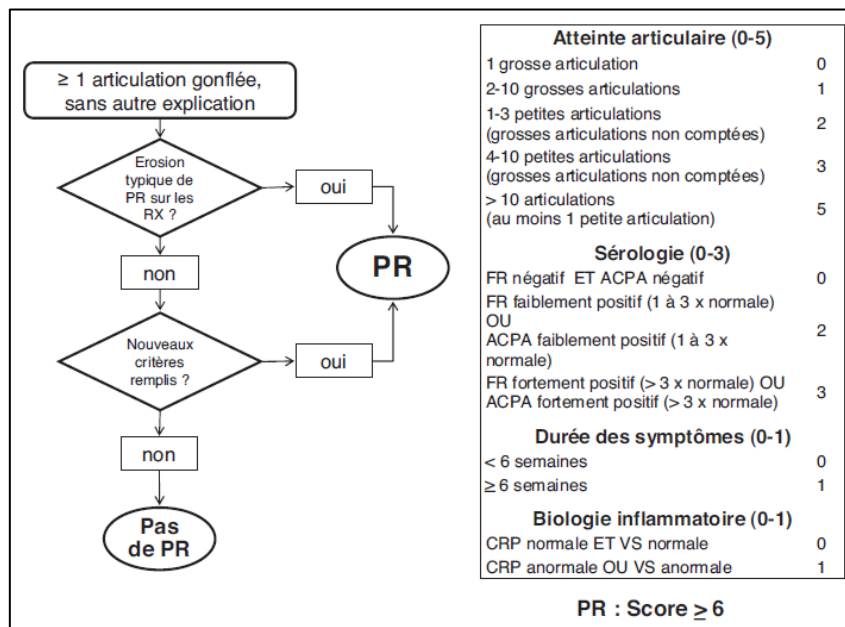 ≥ 1 articulation gonflée,
sans autre explication
Erosion
typique de
PR sur les
RX ?
oui
PR
non
Nouveaux
critères
remplis ?
oui
non
Pas
de PR
Atteinte articulaire (0-5)
1 grosse articulation 0
2-10 grosses articulations 1
1-3 petites articulations
(grosses articulations non comptées) 2
4-10 petites articulations
(grosses articulations non comptées) 3
> 10 articulations
(au moins 1 petite articulation) 5
Sérologie (0-3)
FR négatif ET ACPA négatif 0
FR faiblement positif (1 à 3 x normale)
OU
ACPA faiblement positif (1 à 3 x 2
normale)
FR fortement positif (> 3 x normale) OU
ACPA fortement positif (> 3 x normale) 3
Durée des symptômes (0-1)
< 6 semaines 0
≥ 6 semaines 1
Biologie inflammatoire (0-1)
CRP normale ET VS normale 0
CRP anormale OU VS anormale 1
PR : Score ≥ 6